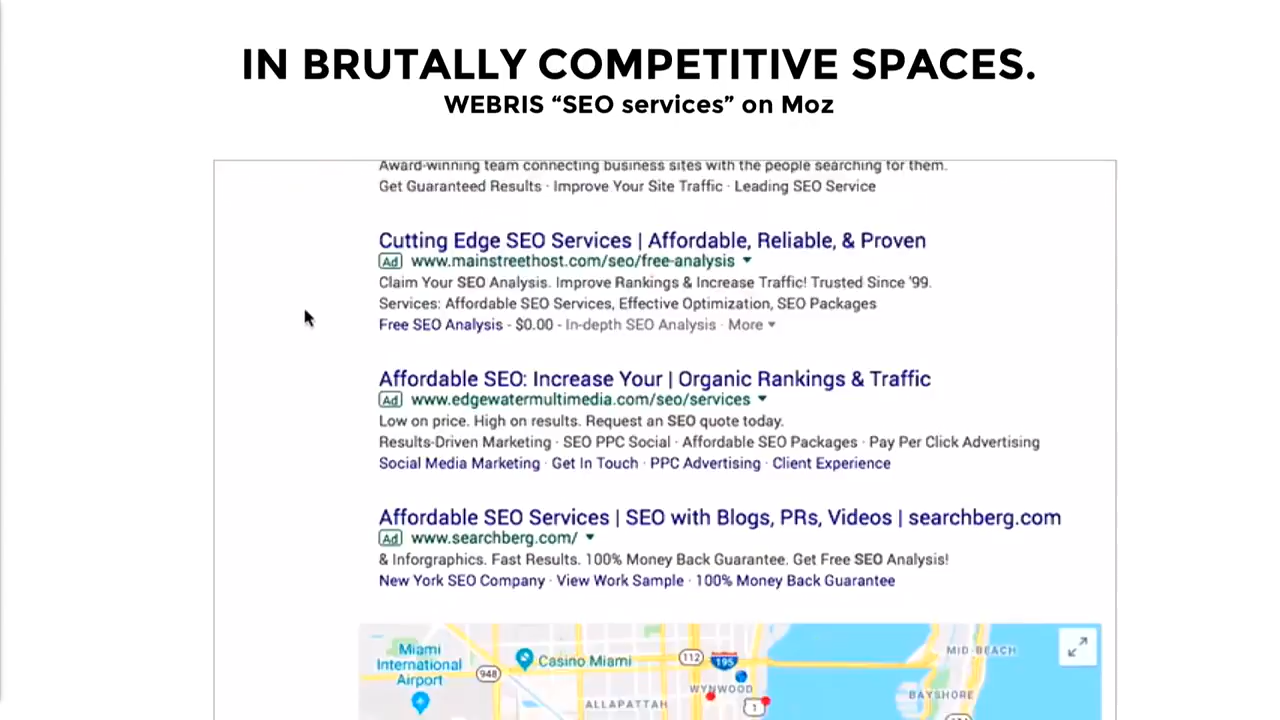 IN BRUTALLY COMPETITIVE SPACES.
WEBRIS “SEO services” on Moz
Award-winning team connecting business sites with the people searching for them.
Get Guaranteed Results · Improve Your Site Traffic · Leading SEO Service
Cutting Edge SEO Services | Affordable, Reliable, & Proven
Ad www.mainstreethost.com/seo/free-analysis
Claim Your SEO Analysis. Improve Rankings & Increase Traffic! Trusted Since '99.
Services: Affordable SEO Services, Effective Optimization, SEO Packages
Free SEO Analysis - $0.00 - In-depth SEO Analysis · More
Affordable SEO: Increase Your | Organic Rankings & Traffic
Ad www.edgewatermultimedia.com/seo/services
Low on price. High on results. Request an SEO quote today.
Results-Driven Marketing · SEO PPC Social · Affordable SEO Packages · Pay Per Click Advertising
Social Media Marketing · Get In Touch · PPC Advertising · Client Experience
Affordable SEO Services | SEO with Blogs, PRs, Videos | searchberg.com
Ad www.searchberg.com/
& Inforgraphics. Fast Results. 100% Money Back Guarantee. Get Free SEO Analysis!
New York SEO Company · View Work Sample · 100% Money Back Guarantee
Miami
International
Airport
948
Casino Miami
112
195
MID-BEACH
WYNWOOD
ALLAPATTAH
1
BAYSHORE